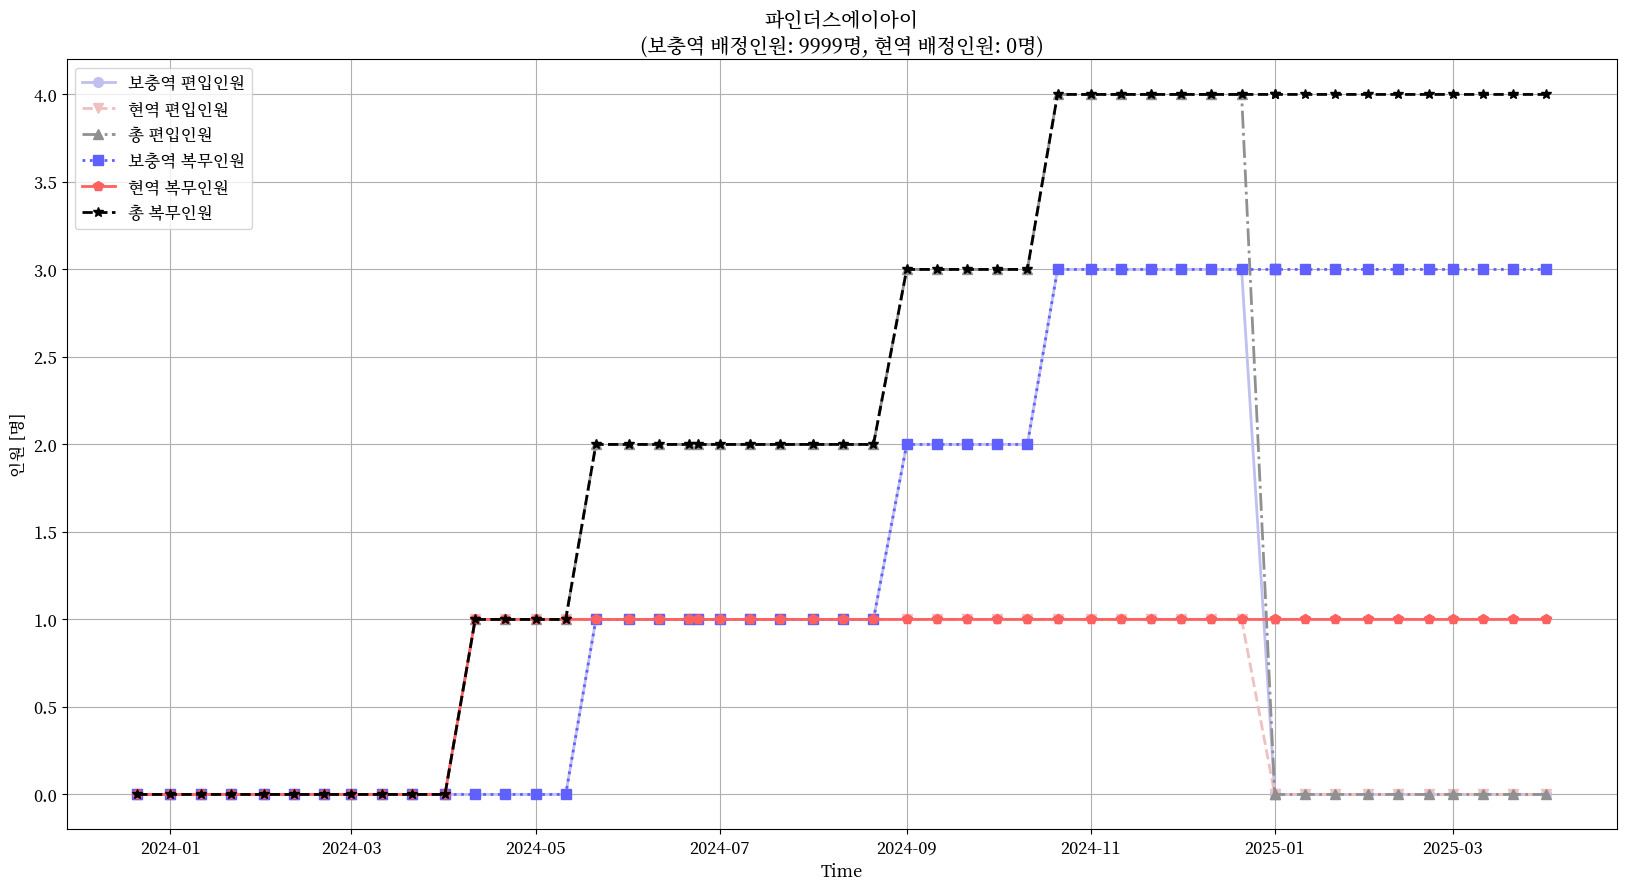 파인더스에이아이
(보충역 배정인원: 9999명, 현역 배정인원: 0명)
보충역 편입인원
현역 편입인원
총 편입인원
보충역 복무인원
현역 복무인원
총 복무인원
4.0
3.5
3.0
2.5
2.0
1.5
1.0
0.5
0.0
인원 [명]
2024-01
2024-03
2024-05
2024-07
2024-09
2024-11
2025-01
2025-03
Time